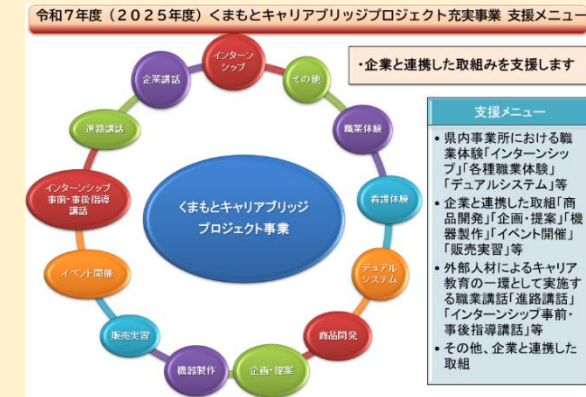 令和７年度（２０２５年度）くまもとキャリアブリッジプロジェクト充実事業 支援メニュー
・企業と連携した取組みを支援します
インターン
シップ
その他
職業体験
看護体験
デュアル
システム
商品開発
企画・提案
機器製作
販売実習
イベント開催
インターンシップ
事前・事後指導
講話
進路講話
企業講話
くまもとキャリアブリッジ
プロジェクト事業
支援メニュー
• 県内事業所における職
業体験「インターンシッ
プ」「各種職業体験」
「デュアルシステム」等
• 企業と連携した取組「商
品開発」「企画・提案」「機
器製作」「イベント開催」
「販売実習」等
• 外部人材によるキャリア
教育の一環として実施す
る職業講話「進路講話」
「インターンシップ事前・
事後指導講話」等
• その他、企業と連携した
取組